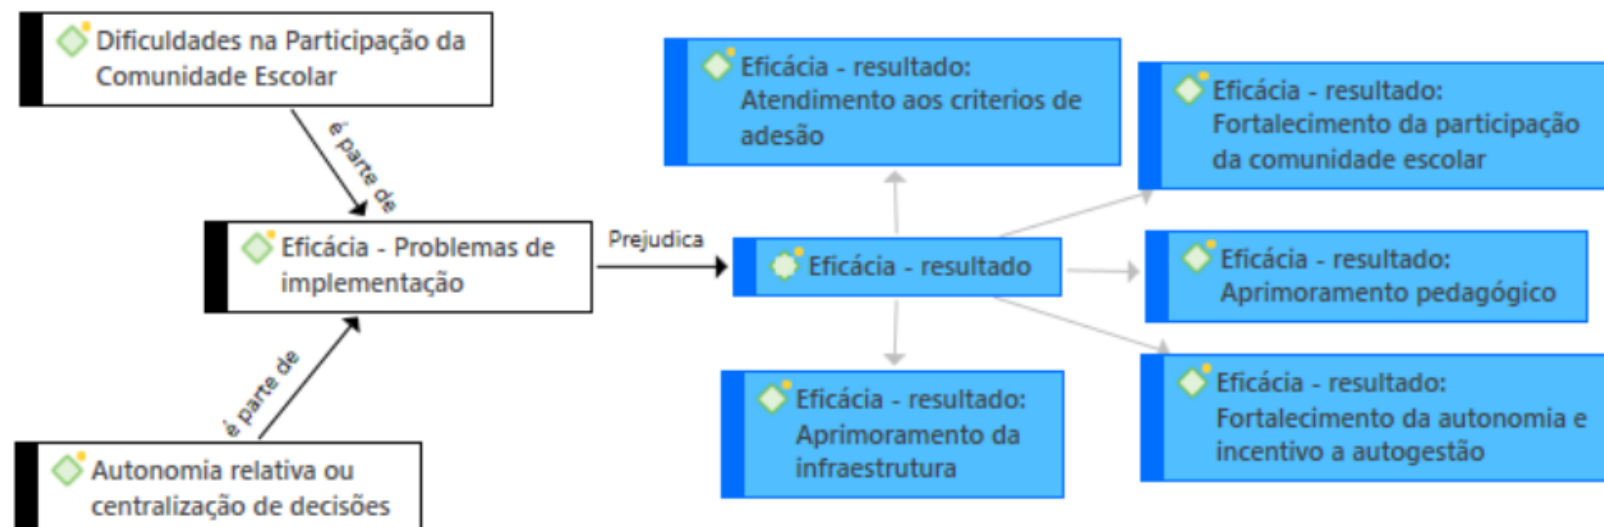 Dificuldades na Participação da
Comunidade Escolar
é parte de
Eficácia - Problemas de
implementação
é parte de
Autonomia relativa ou
centralização de decisões
Prejudica
Eficácia - resultado
Eficácia - resultado:
Atendimento aos criterios de
adesão
Eficácia - resultado:
Fortalecimento da participação
da comunidade escolar
Eficácia - resultado:
Aprimoramento pedagógico
Eficácia - resultado:
Fortalecimento da autonomia e
incentivo a autogestão
Eficácia - resultado:
Aprimoramento da
infraestrutura